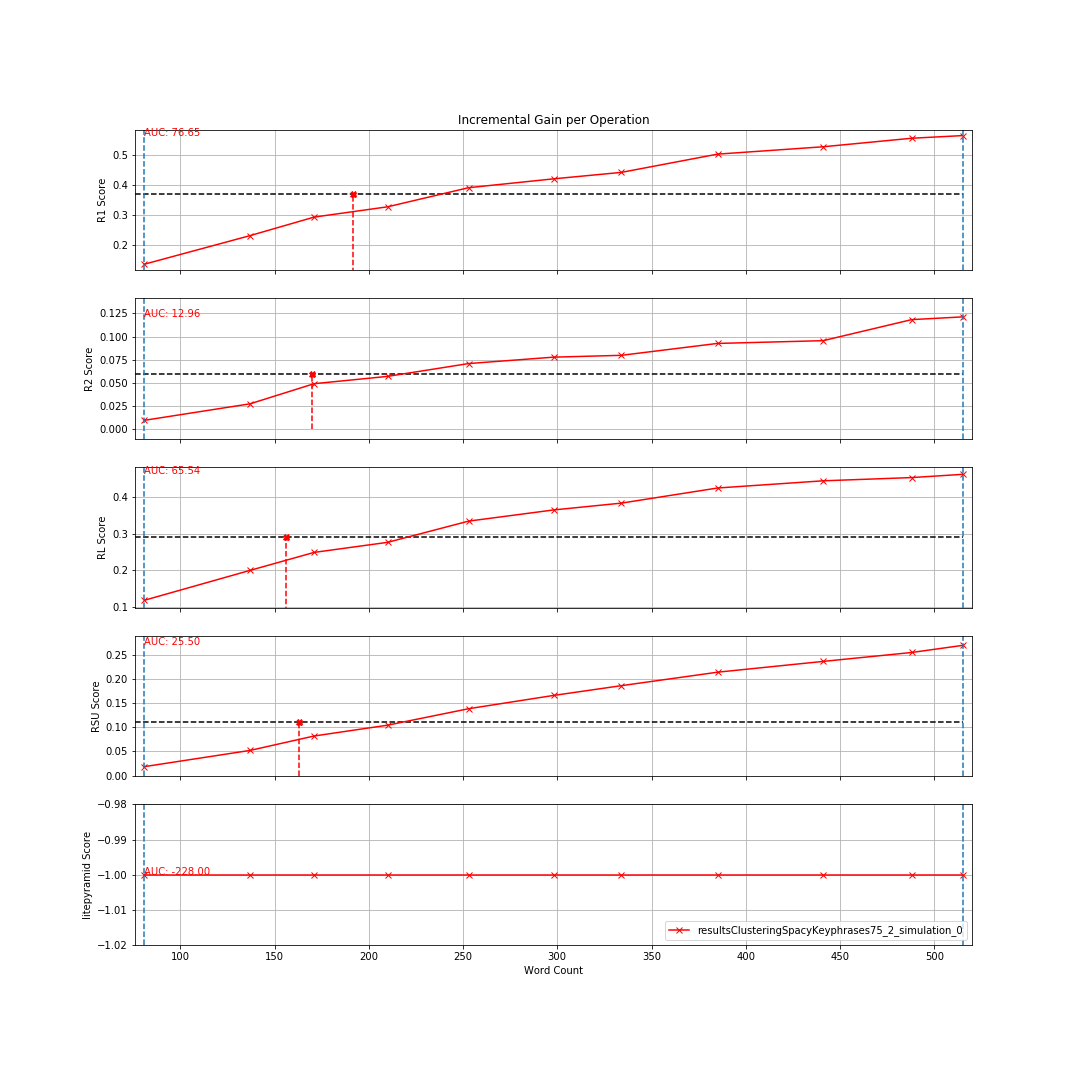 Incremental Gain per Operation
AUC: 76.65
0.5
0.4
0.3
0.2
R1 Score
AUC: 12.96
0.125
0.100
0.075
0.050
0.025
0.000
R2 Score
AUC: 65.54
0.4
0.3
0.2
0.1
RL Score
AUC: 25.50
0.25
0.20
0.15
0.10
0.05
0.00
RSU Score
−0.98
−0.99
−1.00
−1.01
−1.02
litepyramid Score
AUC: -228.00
resultsClusteringSpacyKeyphrases75_2_simulation_0
100 150 200 250 300 350 400 450 500
Word Count